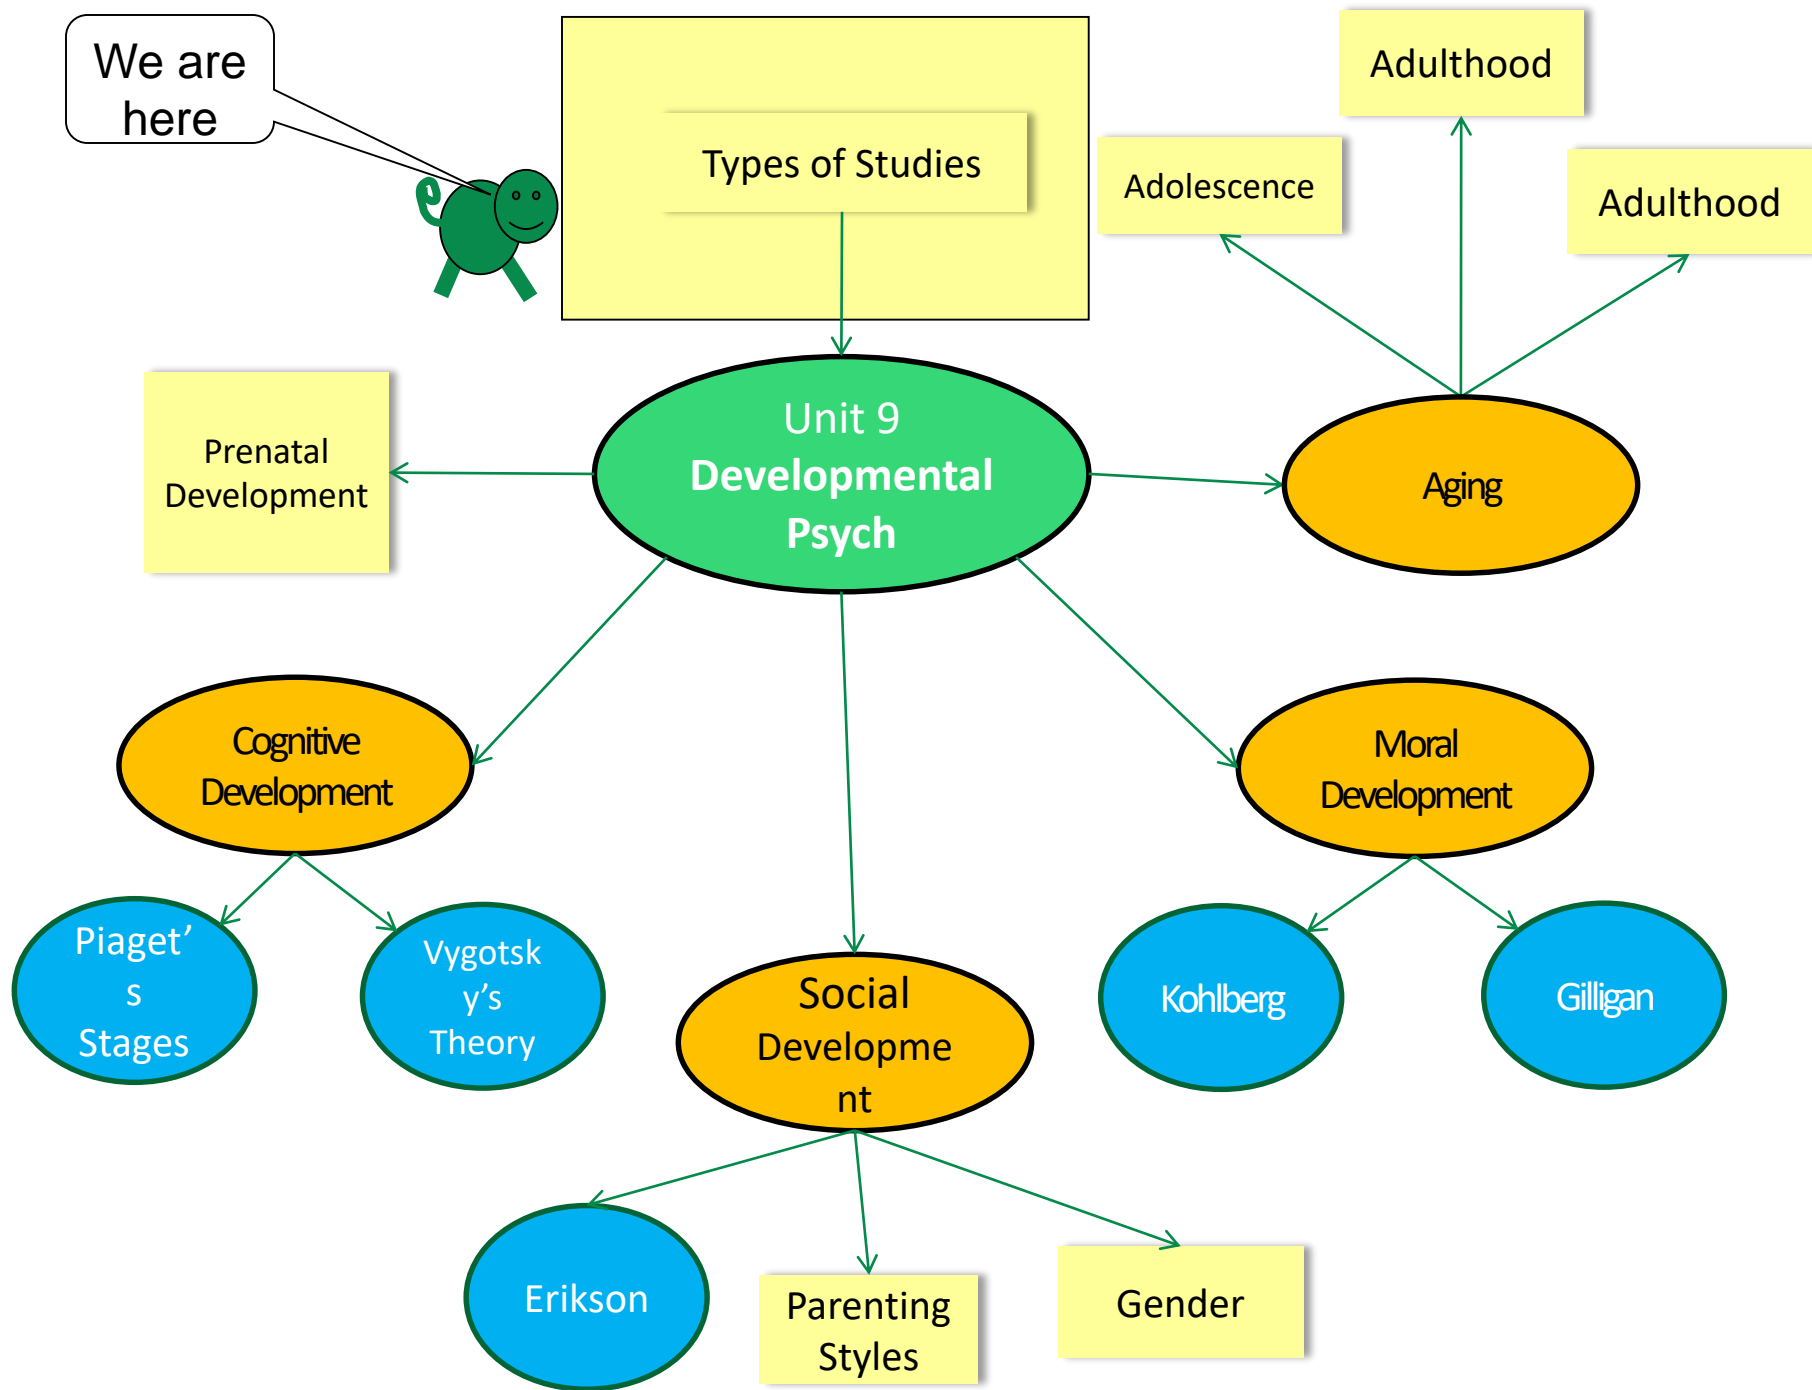 We are
here
Types of Studies
Adulthood
Adolescence
Adulthood
Unit 9
Developmental
Psych
Prenatal
Development
Aging
Cognitive
Development
Moral
Development
Piaget’
s
Stages
Vygotsk
y’s
Theory
Social
Developme
nt
Kohlberg
Gilligan
Erikson
Parenting
Styles
Gender